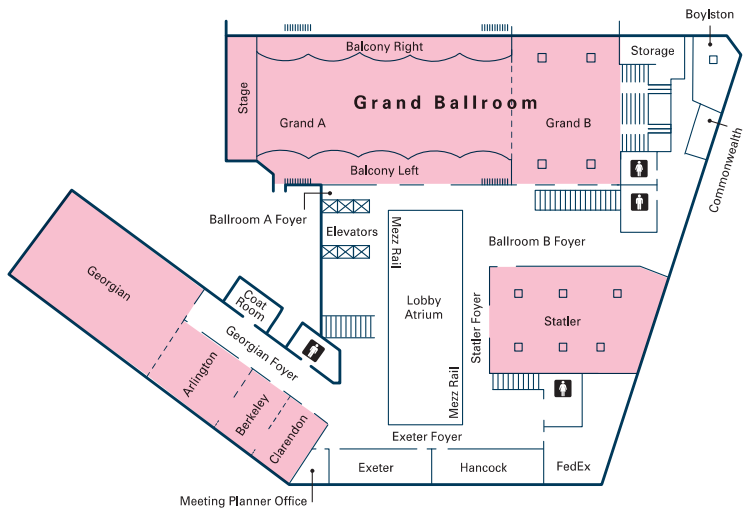 Boylston
Balcony Right
Storage
Stage
Grand Ballroom
Grand A
Grand B
Commonwealth
Balcony Left
Ballroom A Foyer
Elevators
Mezz Rail
Ballroom B Foyer
Georgian
Coat
Room
Lobby
Atrium
Statler Foyer
Statler
Georgian Foyer
Arlington
Mezz Rail
Berkeley
Clarendon
Exeter Foyer
Exeter
Hancock
FedEx
Meeting Planner Office